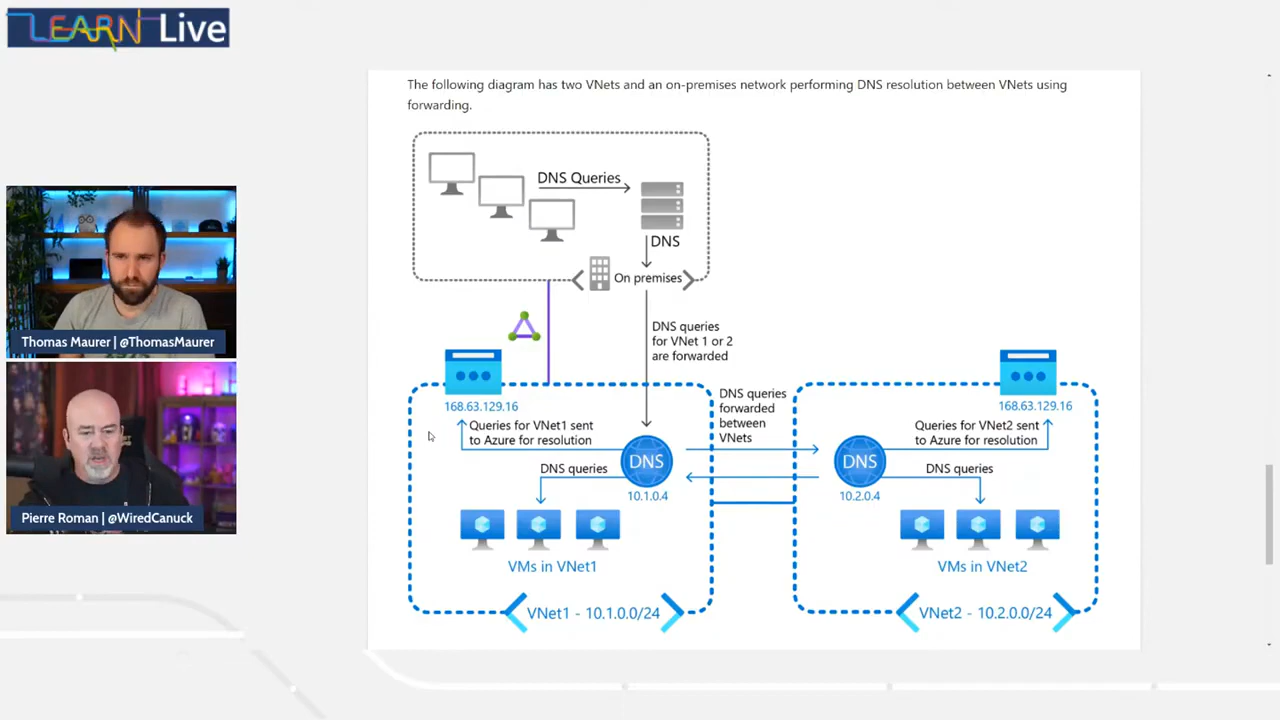 LEARN Live
The following diagram has two VNets and an on-premises network performing DNS resolution between VNets using
forwarding.
DNS Queries
DNS
On premises
DNS queries
for VNet 1 or 2
are forwarded
168.63.129.16
Queries for VNet1 sent
to Azure for resolution
DNS queries
DNS
10.1.0.4
VMs in VNet1
VNet1 - 10.1.0.0/24
DNS queries
forwarded
between
VNets
168.63.129.16
Queries for VNet2 sent
to Azure for resolution
DNS
10.2.0.4
DNS queries
VMs in VNet2
VNet2 - 10.2.0.0/24
Thomas Maurer | @ThomasMaurer
Pierre Roman | @WiredCanuck